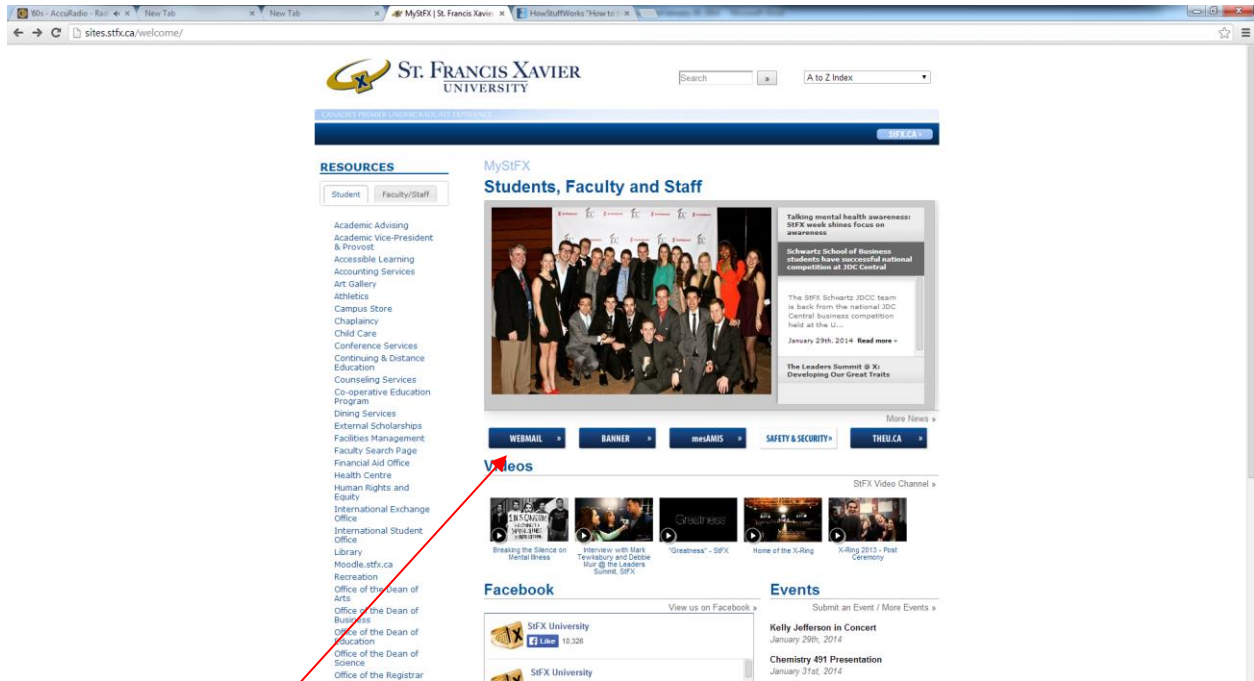 '60s - AccuRadio - Rad
New Tab
New Tab
MyStFX | St. Francis Xavier
HowStuffWorks "How to
sites.stfx.ca/welcome/
ST. FRANCIS XAVIER
UNIVERSITY
Search
»
A to Z Index
CANADA'S PREMIER UNDERGRADUATE EXPERIENCE
StFX.CA »
RESOURCES
Student
Faculty/Staff
Academic Advising
Academic Vice-President
& Provost
Accessible Learning
Accounting Services
Art Gallery
Athletics
Campus Store
Chaplaincy
Child Care
Conference Services
Continuing & Distance
Education
Counseling Services
Co-operative Education
Program
Dining Services
External Scholarships
Facilities Management
Faculty Search Page
Financial Aid Office
Health Centre
Human Rights and
Equity
International Exchange
Office
International Student
Office
Library
Moodle.stfx.ca
Recreation
Office of the Dean of
Arts
Office of the Dean of
Business
Office of the Dean of
Education
Office of the Dean of
Science
Office of the Registrar
MyStFX
Students, Faculty and Staff
Talking mental health awareness:
StFX week shines focus on
awareness
Schwartz School of Business
students have successful national
competition at JDC Central
The StFX Schwartz JDCC team
is back from the national JDC
Central business competition
held at the U...
January 29th, 2014 Read more »
The Leaders Summit @ X:
Developing Our Great Traits
More News »
WEBMAIL »
BANNER »
mesAMIS »
SAFETY & SECURITY»
THEU.CA »
Videos
StFX Video Channel »
Greatness
Breaking the Silence on
Mental Illness
Interview with Mark
Tewksbury and Debbie
Muir @ the Leaders
Summit, StFX
"Greatness" - StFX
Home of the X-Ring
X-Ring 2013 - Post
Ceremony
Facebook
View us on Facebook »
StFX University
Like 10,326
StFX University
Events
Submit an Event / More Events »
Kelly Jefferson in Concert
January 29th, 2014
Chemistry 491 Presentation
January 31st, 2014